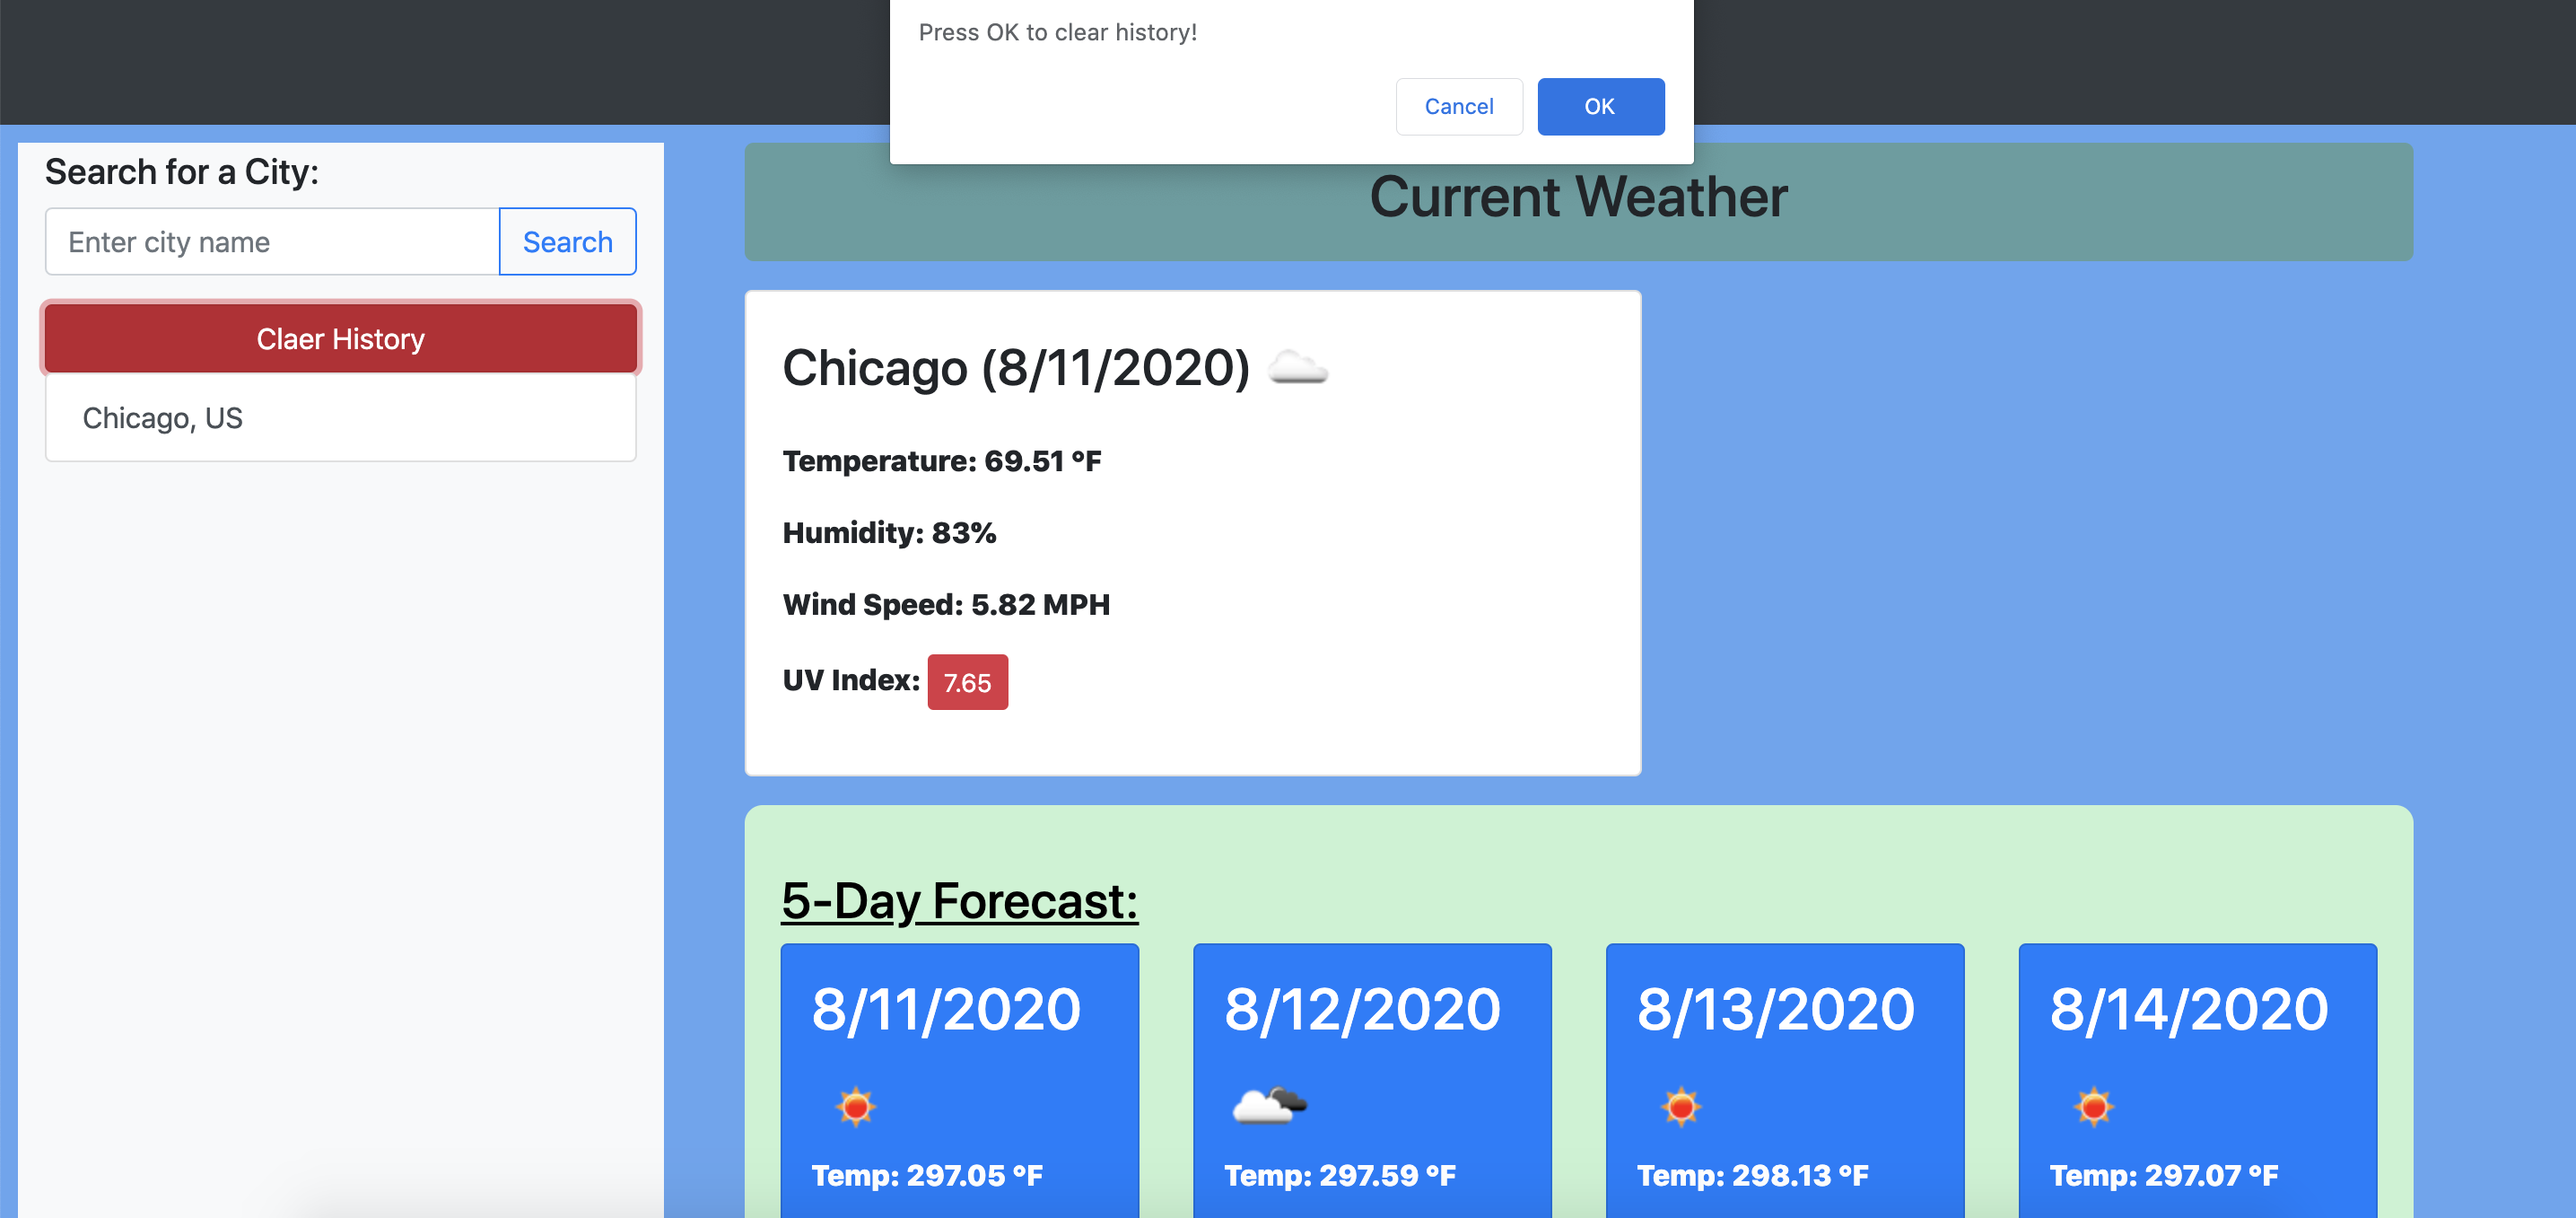 Press OK to clear history!
Cancel
OK
Search for a City:
Enter city name
Search
Claer History
Chicago, US
Current Weather
Chicago (8/11/2020)
Temperature: 69.51 °F
Humidity: 83%
Wind Speed: 5.82 MPH
UV Index: 7.65
5-Day Forecast:
8/11/2020
Temp: 297.05 °F
8/12/2020
Temp: 297.59 °F
8/13/2020
Temp: 298.13 °F
8/14/2020
Temp: 297.07 °F